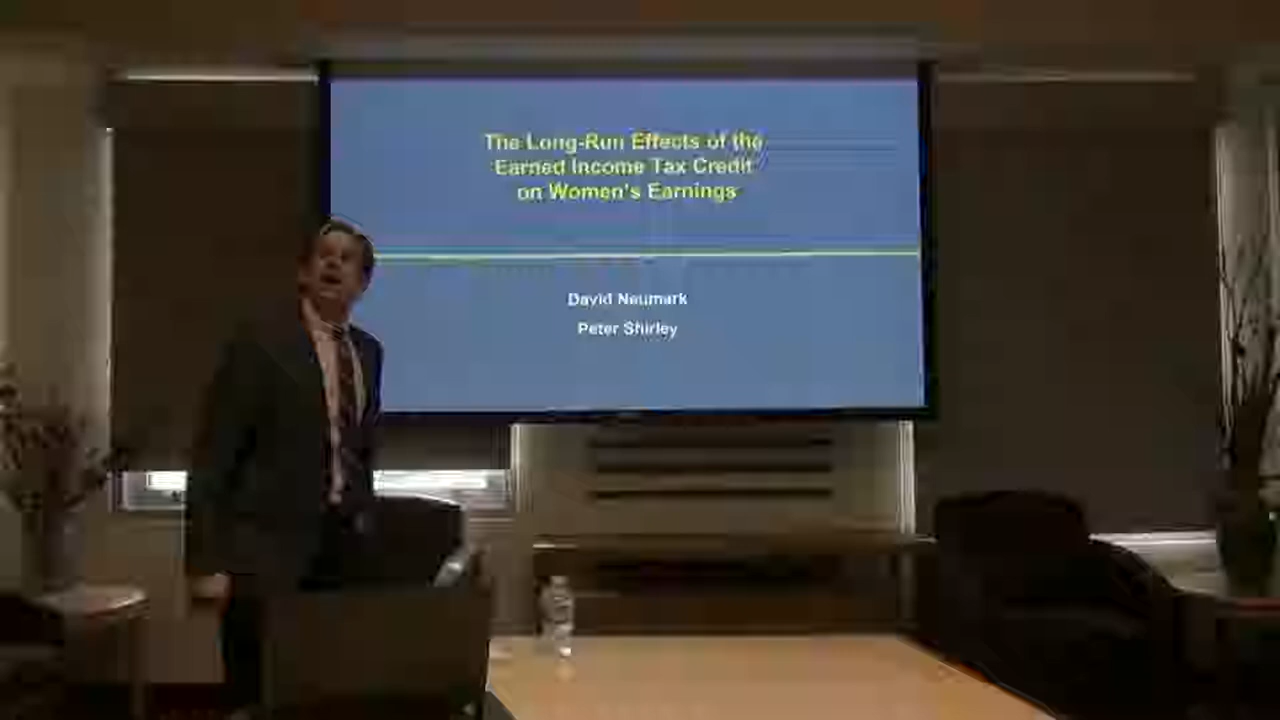 The Long-Run Effects of the
Earned Income Tax Credit
on Women's Earnings
David Neumark
Peter Shirley